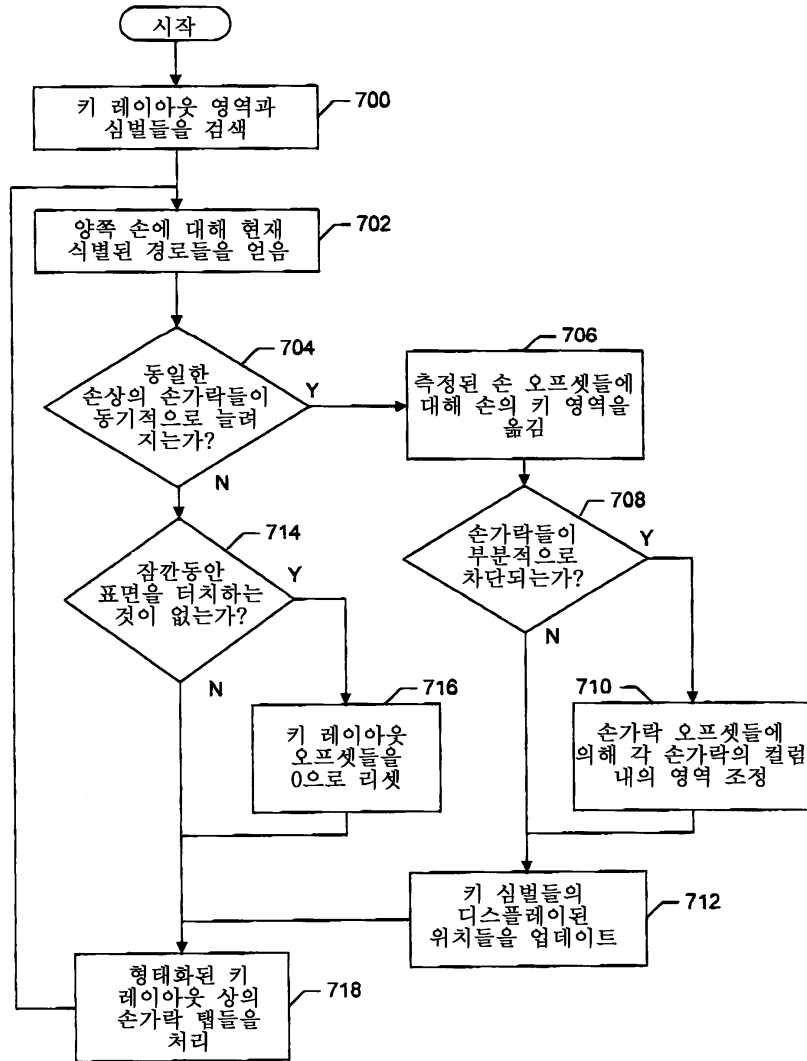 시작
키 레이아웃 영역과
심벌들을 검색
700
양쪽 손에 대해 현재
식별된 경로들을 얻음
702
동일한
손상의 손가락들이
동기적으로 늘려
지는가?
704
Y
N
706
측정된 손 오프셋들에
대해 손의 키 영역을
옮김
708
손가락들이
부분적으로
차단되는가?
Y
N
714
잠깐동안
표면을 터치하는
것이 없는가?
Y
N
716
키 레이아웃
오프셋들을
0으로 리셋
710
손가락 오프셋들에
의해 각 손가락의 컬럼
내의 영역 조정
키 심벌들의
디스플레이된
위치들을 업데이트
712
형태화된 키
레이아웃 상의
손가락 탭들을
처리
718